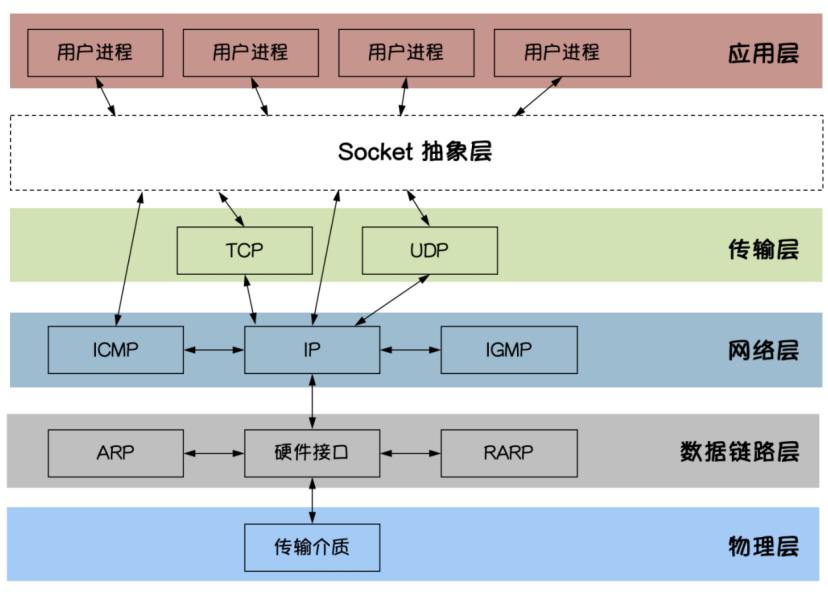 用户进程 用户进程 用户进程 用户进程 应用层
Socket 抽象层
TCP UDP 传输层
ICMP IP IGMP 网络层
ARP 硬件接口 RARP 数据链路层
传输介质 物理层